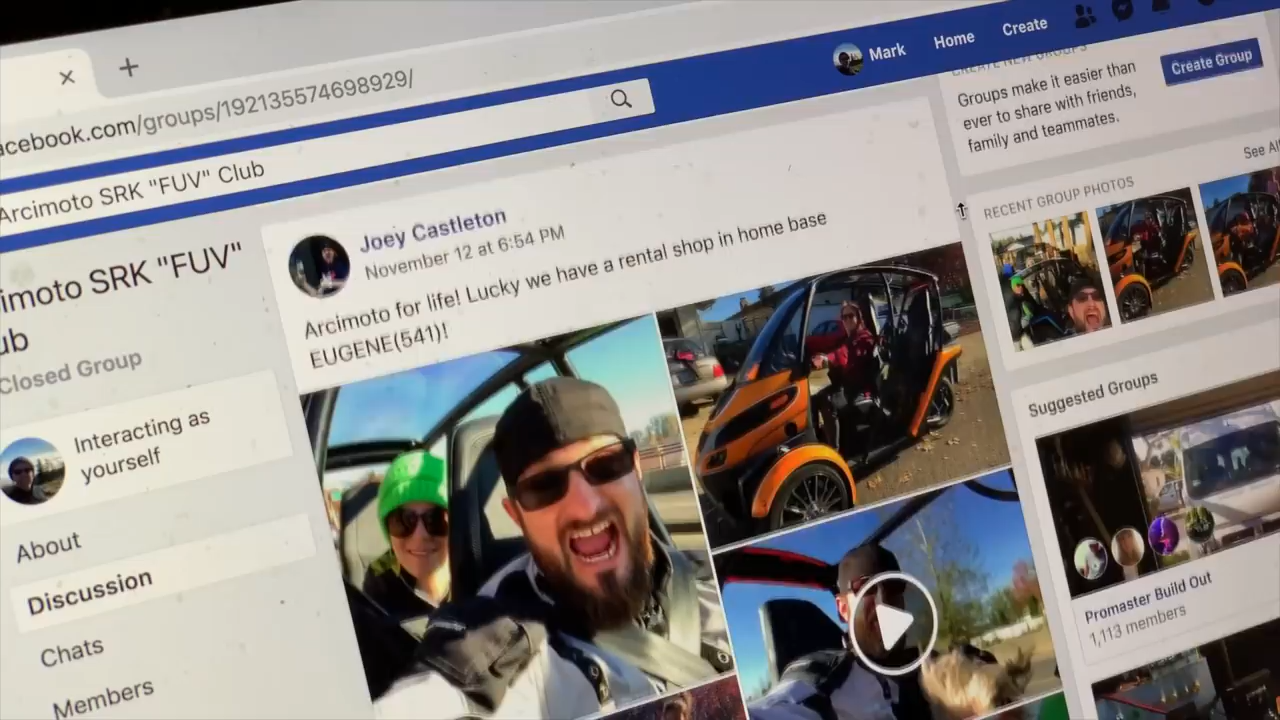 acebook.com/groups/192135574698929/
Mark
Home
Create
Arcimoto SRK "FUV" Club
imoto SRK "FUV"
ub
Closed Group
Interacting as
yourself
About
Discussion
Chats
Members
Joey Castleton
November 12 at 6:54 PM
Arcimoto for life! Lucky we have a rental shop in home base
EUGENE(541)!
CREATE NEW GROUPS
Groups make it easier than
ever to share with friends,
family and teammates.
Create Group
RECENT GROUP PHOTOS
See All
Suggested Groups
Promaster Build Out
1,113 members